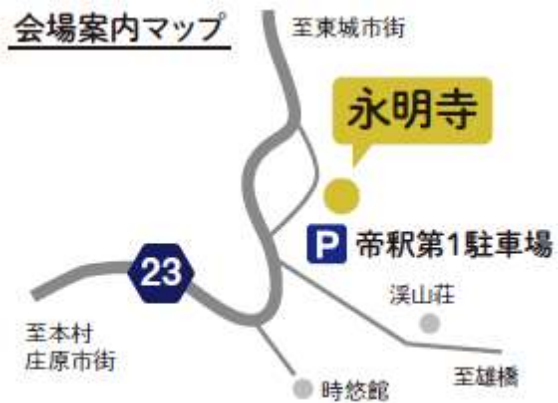 会場案内マップ
至東城市街
永明寺
P 帝釈第1駐車場
23
渓山荘
至本村
庄原市街
至雄橋
時悠館